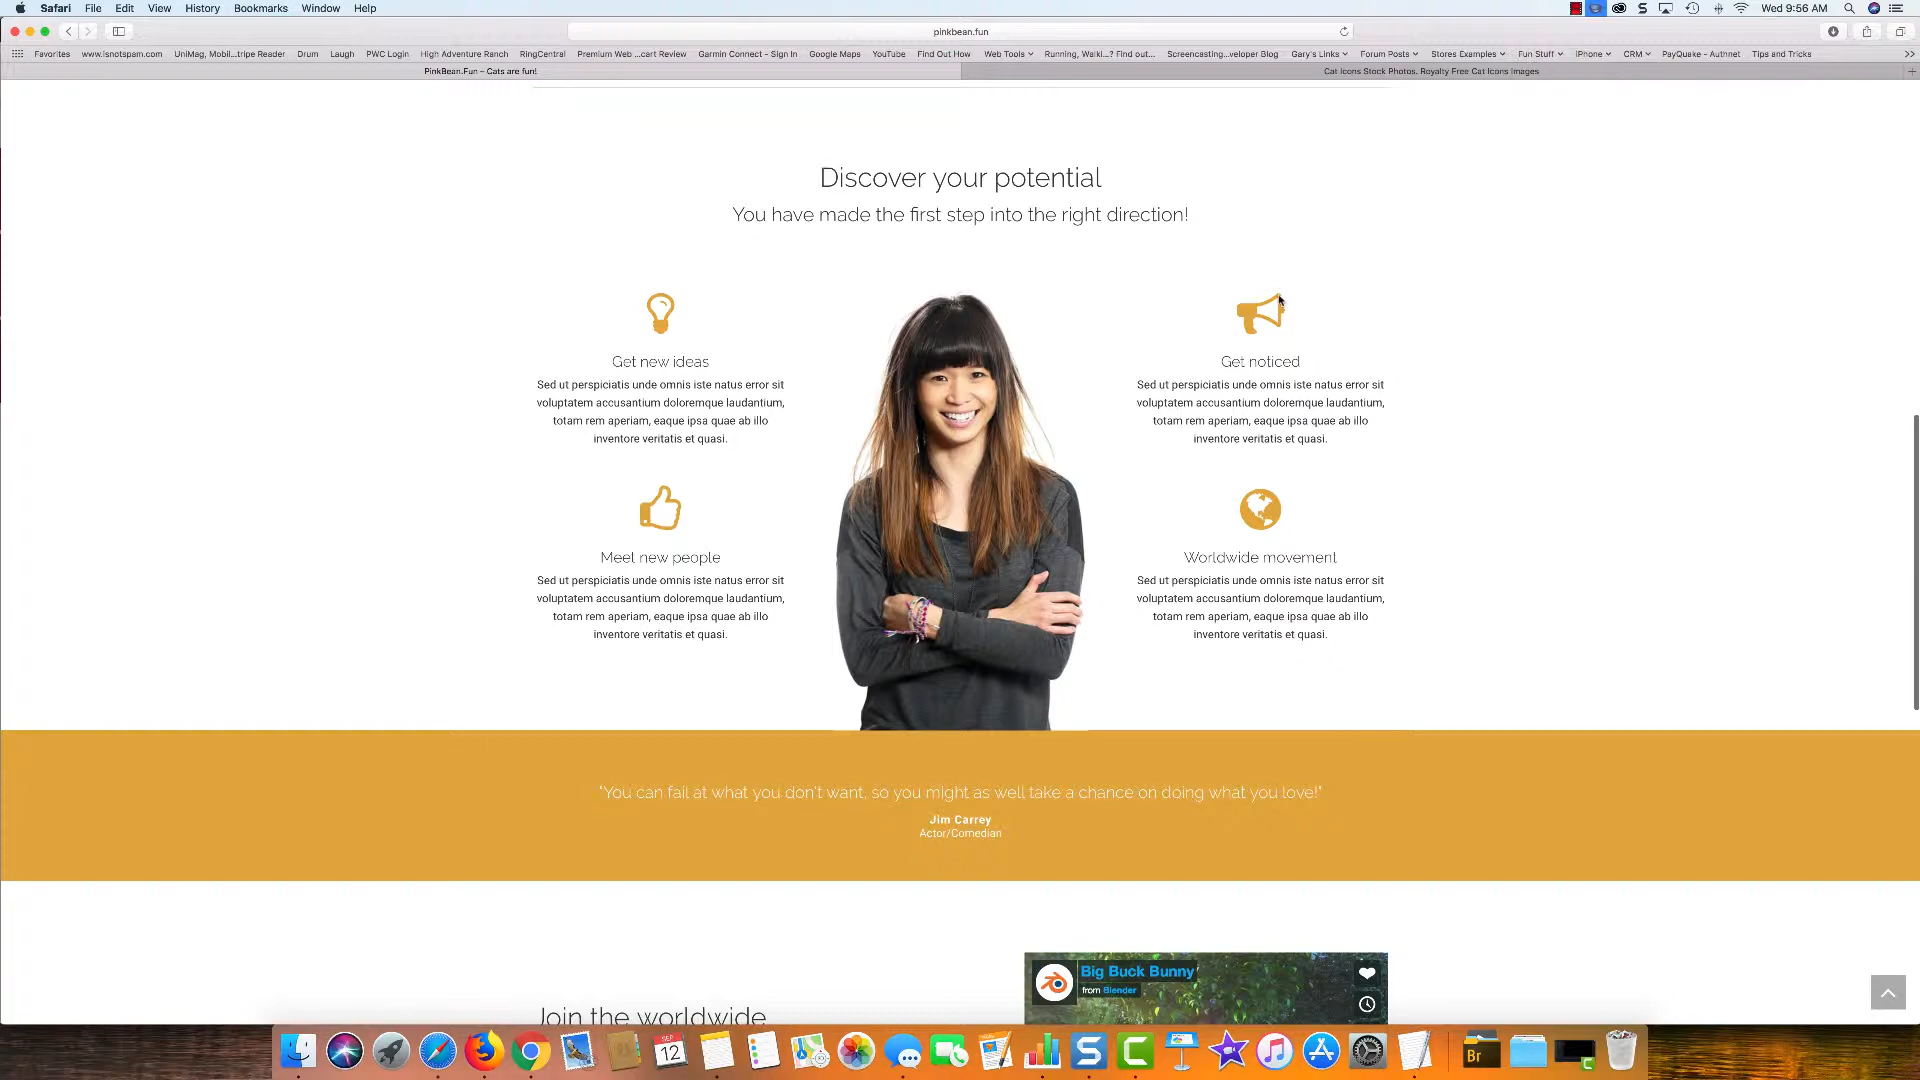 Safari File Edit View History Bookmarks Window Help Wed 9:56 AM
pinkbean.fun
Favorites www.isnotspam.com UniMag, Mobil...tripe Reader Drum Laugh PWC Login High Adventure Ranch RingCentral Premium Web ...cart Review Garmin Connect - Sign In Google Maps YouTube Find Out How Web Tools Running, Walki...? Find out... Screencasting...veloper Blog Gary's Links Forum Posts Stores Examples Fun Stuff iPhone CRM PayQuake - Authnet Tips and Tricks
PinkBean.Fun – Cats are fun! Cat Icons Stock Photos. Royalty Free Cat Icons Images
Discover your potential
You have made the first step into the right direction!
Get new ideas
Sed ut perspiciatis unde omnis iste natus error sit
voluptatem accusantium doloremque laudantium,
totam rem aperiam, eaque ipsa quae ab illo
inventore veritatis et quasi.
Get noticed
Sed ut perspiciatis unde omnis iste natus error sit
voluptatem accusantium doloremque laudantium,
totam rem aperiam, eaque ipsa quae ab illo
inventore veritatis et quasi.
Meet new people
Sed ut perspiciatis unde omnis iste natus error sit
voluptatem accusantium doloremque laudantium,
totam rem aperiam, eaque ipsa quae ab illo
inventore veritatis et quasi.
Worldwide movement
Sed ut perspiciatis unde omnis iste natus error sit
voluptatem accusantium doloremque laudantium,
totam rem aperiam, eaque ipsa quae ab illo
inventore veritatis et quasi.
"You can fail at what you don't want, so you might as well take a chance on doing what you love!"
Jim Carrey
Actor/Comedian
Join the worldwide
Big Buck Bunny
from Blender
SEP
12
Br